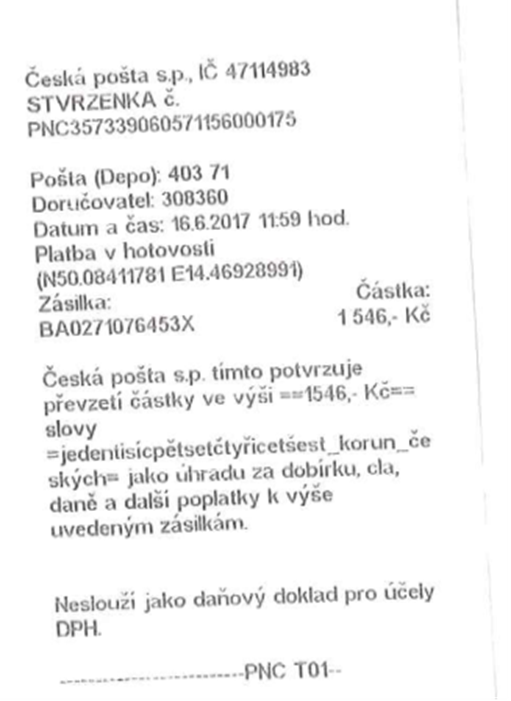 Česká pošta s.p., IČ 47114983
STVRZENKA č.
PNC357339060571156000175
Pošta (Depo): 403 71
Doručovatel: 308360
Datum a čas: 16.6.2017 11:59 hod.
Platba v hotovosti
(N50.08411781 E14.46928991)
Zásilka: Částka:
BA0271076453X 1 546,- Kč
Česká pošta s.p. tímto potvrzuje
převzetí částky ve výši ==1546,- Kč==
slovy
=jedentisícpětsetčtyřicetšest_korun_če
ských= jako úhradu za dobírku, cla,
daně a další poplatky k výše
uvedeným zásilkám.
Neslouží jako daňový doklad pro účely
DPH.
-------------------------PNC T01--